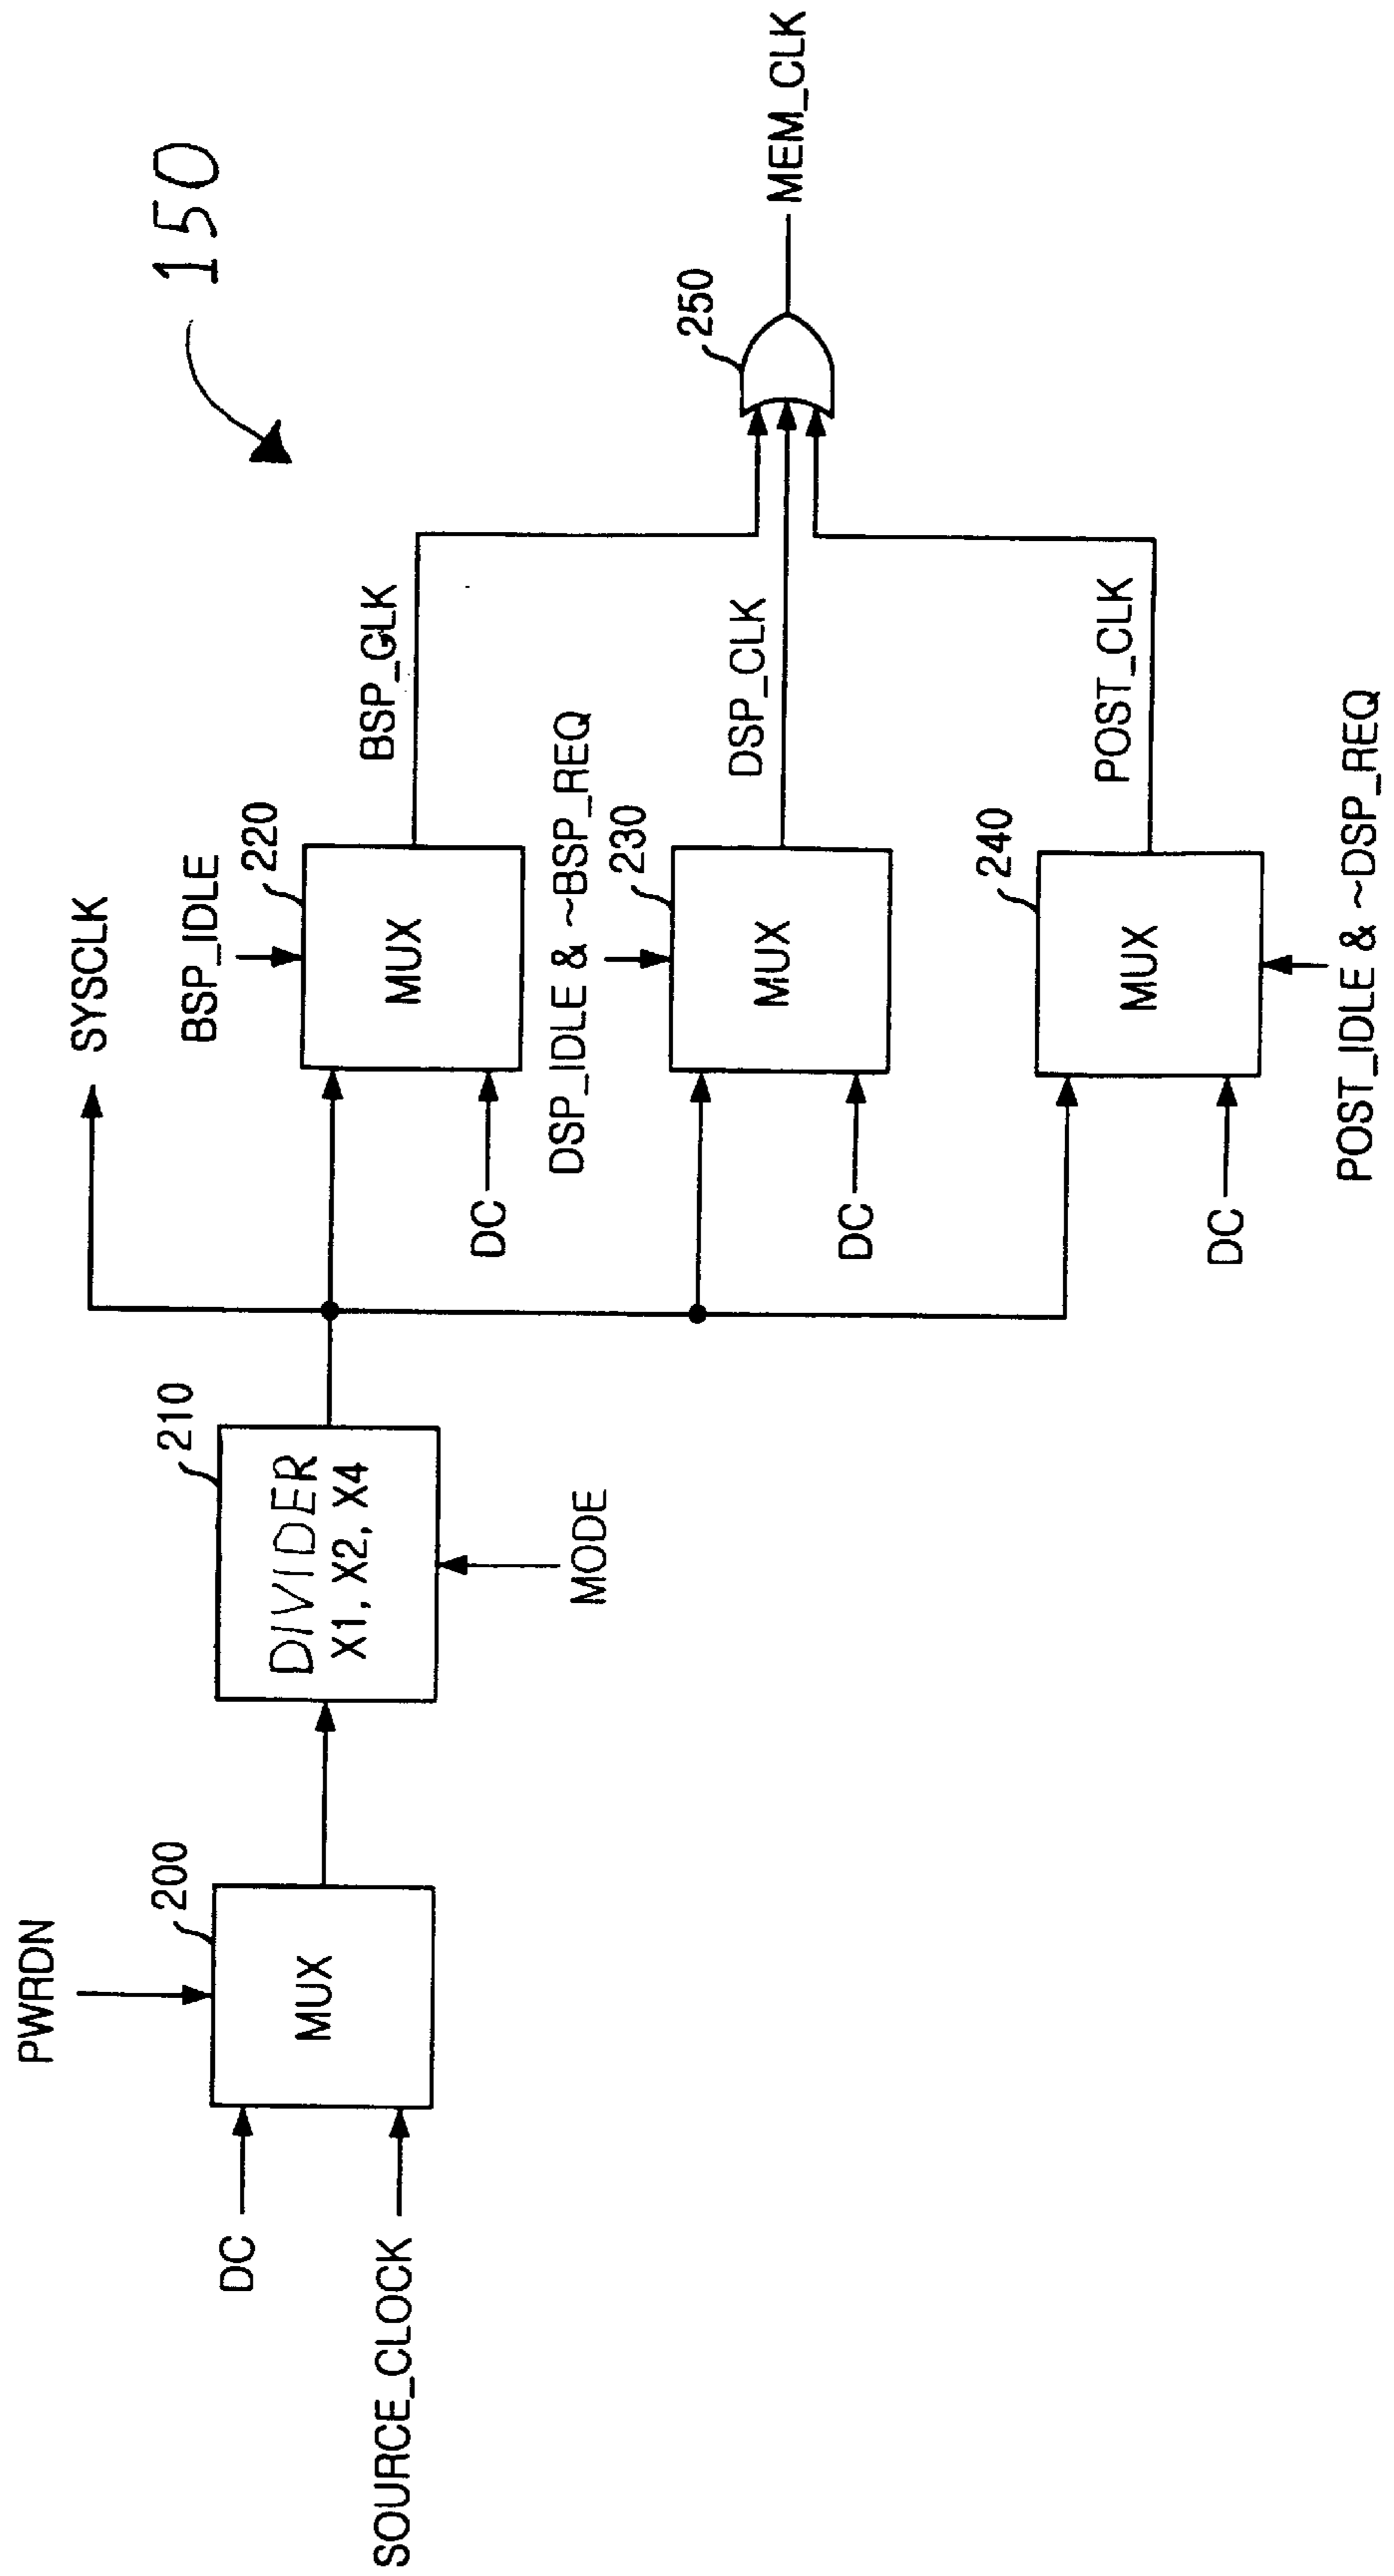 150
PWRDN
200
MUX
DC
SOURCE_CLOCK
210
DIVIDER
X1, X2, X4
MODE
SYSCLK
BSP_IDLE
220
MUX
DC
BSP_CLK
DSP_IDLE & ~BSP_REQ
230
MUX
DC
DSP_CLK
240
MUX
DC
POST_IDLE & ~DSP_REQ
POST_CLK
250
MEM_CLK